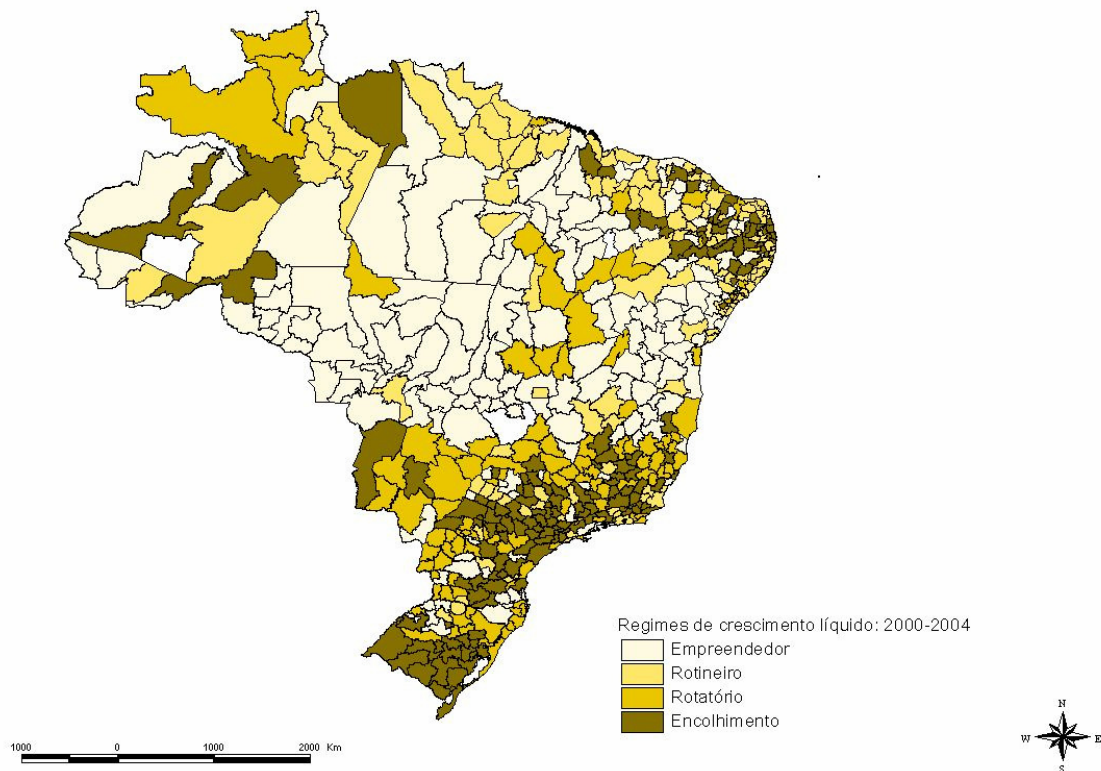 Regimes de crescimento líquido: 2000-2004
Empreendedor
Rotineiro
Rotatório
Encolhimento
1000 0 1000 2000 Km
N
W E
S